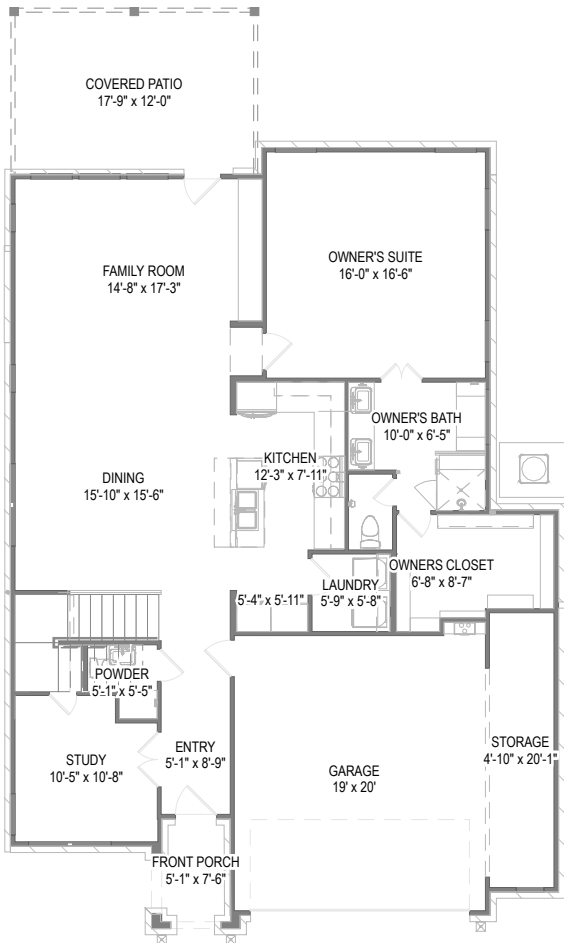 COVERED PATIO
17'-9" x 12'-0"
OWNER'S SUITE
16'-0" x 16'-6"
FAMILY ROOM
14'-8" x 17'-3"
OWNER'S BATH
10'-0" x 6'-5"
KITCHEN
12'-3" x 7'-11"
DINING
15'-10" x 15'-6"
OWNERS CLOSET
6'-8" x 8'-7"
LAUNDRY
5'-9" x 5'-8"
5'-4" x 5'-11"
POWDER
5'-1" x 5'-5"
STORAGE
4'-10" x 20'-1"
ENTRY
5'-1" x 8'-9"
STUDY
10'-5" x 10'-8"
GARAGE
19' x 20'
FRONT PORCH
5'-1" x 7'-6"